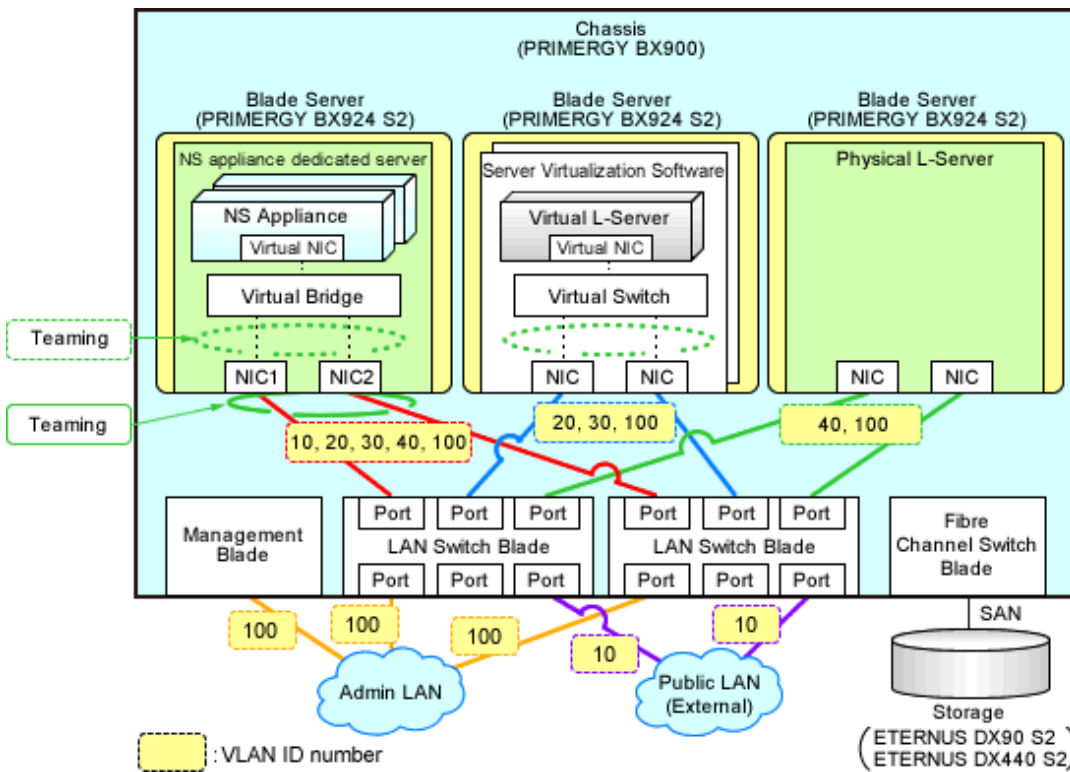 Chassis
(PRIMERGY BX900)
Blade Server
(PRIMERGY BX924 S2)
Blade Server
(PRIMERGY BX924 S2)
Blade Server
(PRIMERGY BX924 S2)
NS appliance dedicated server
NS Appliance
Virtual NIC
Virtual Bridge
NIC1
NIC2
Server Virtualization Software
Virtual L-Server
Virtual NIC
Virtual Switch
NIC
NIC
Physical L-Server
NIC
NIC
Teaming
Teaming
10, 20, 30, 40, 100
20, 30, 100
40, 100
Management
Blade
Port
Port
Port
LAN Switch Blade
Port
Port
Port
Port
Port
Port
LAN Switch Blade
Port
Port
Port
Fibre
Channel Switch
Blade
100
100
100
10
10
SAN
Admin LAN
Public LAN
(External)
Storage
(ETERNUS DX90 S2
ETERNUS DX440 S2)
: VLAN ID number